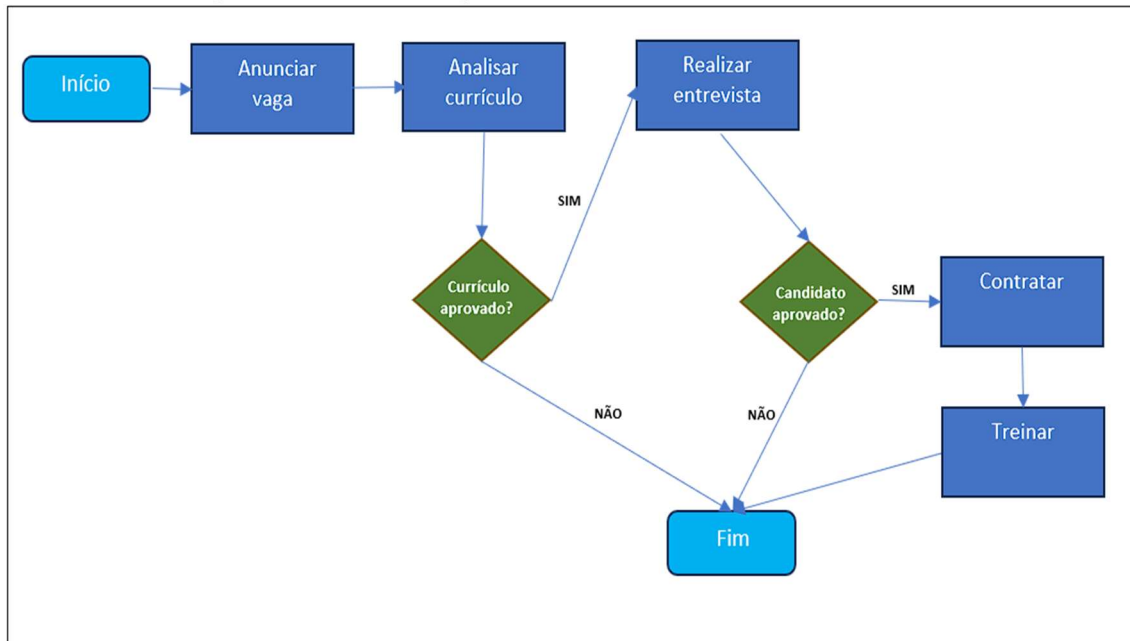 Início
Anunciar
vaga
Analisar
currículo
Realizar
entrevista
SIM
Currículo
aprovado?
Candidato
aprovado?
SIM
Contratar
NÃO
NÃO
Treinar
Fim